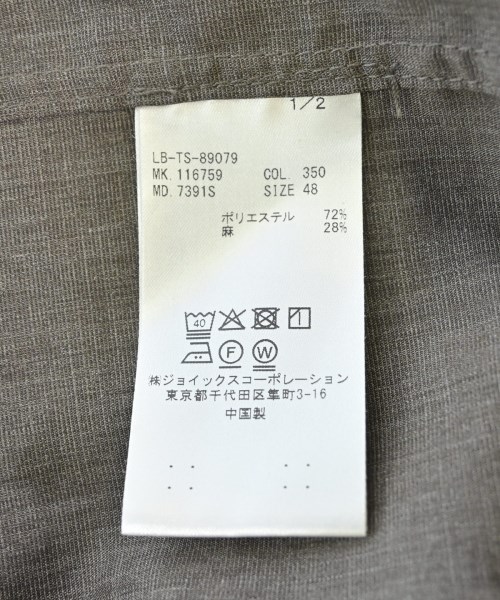 1/2
LB-TS-89079
MK. 116759 COL. 350
MD. 7391S SIZE 48
ポリエステル 72%
麻 28%
40
F W
㈱ジョイックスコーポレーション
東京都千代田区隼町3-16
中国製